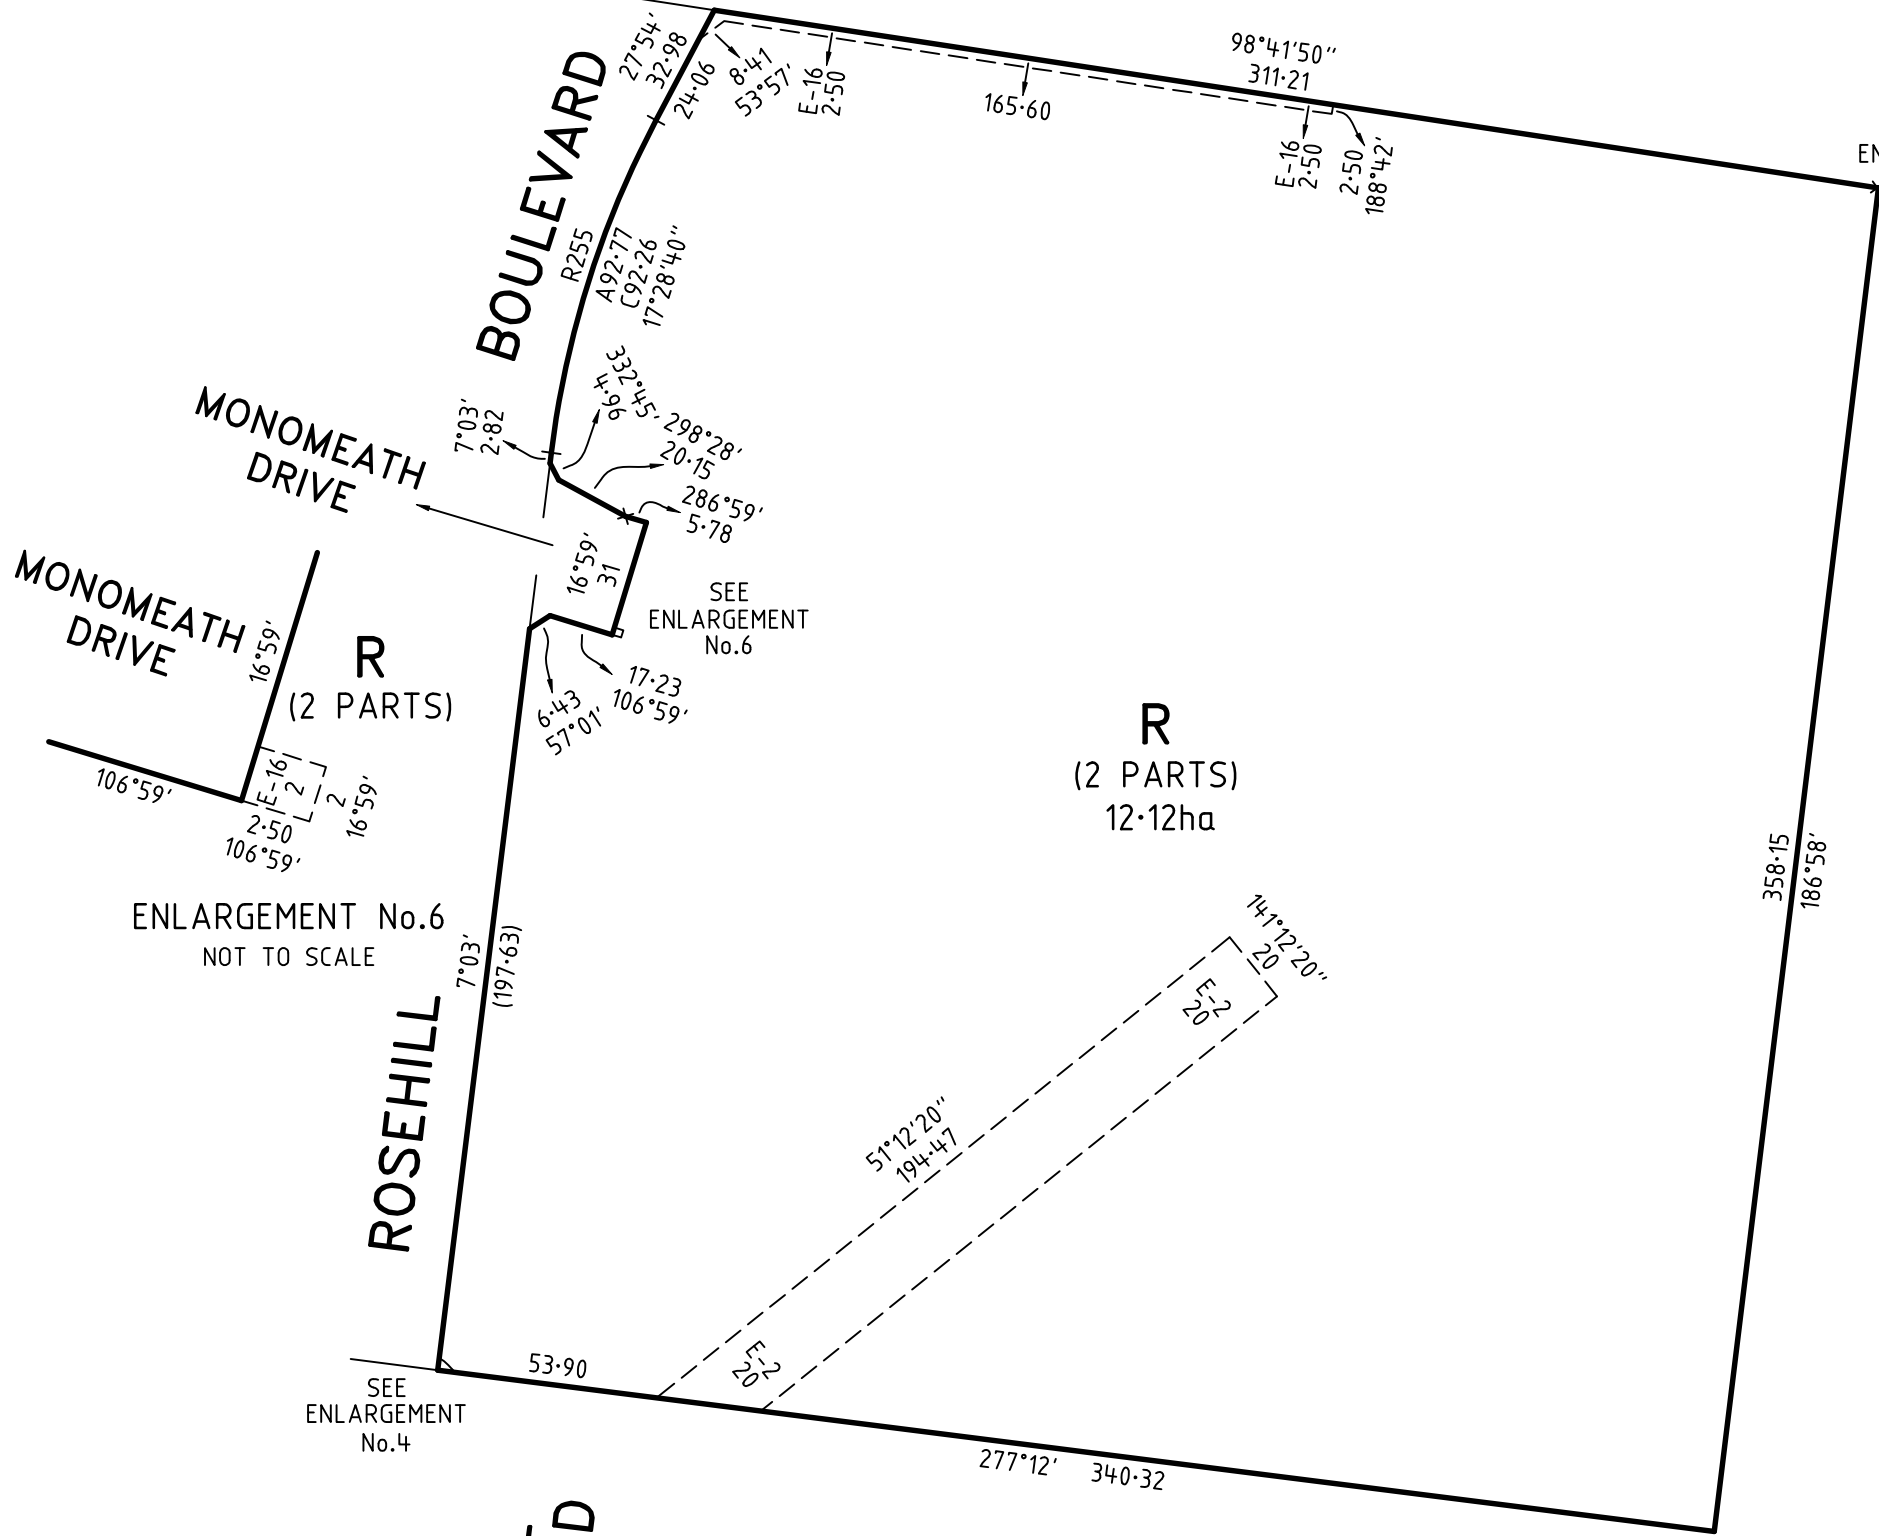 98°41'50"
311·21
27°54'
32·98
24·06
8·41
53°57'
E-16
2·50
165·60
E-16
2·50
2·50
188°42'
EN
BOULEVARD
R255
A92·77
C92·26
17°28'40"
332°45'
4·96
7°03'
2·82
298°28'
20·15
286°59'
5·78
MONOMEATH
DRIVE
16°59'
31
SEE
ENLARGEMENT
No.6
17·23
106°59'
6·43
57°01'
MONOMEATH
DRIVE
16°59'
R
(2 PARTS)
E-16
2
2
16°59'
106°59'
2·50
106°59'
ENLARGEMENT No.6
NOT TO SCALE
R
(2 PARTS)
12·12ha
358·15
186°58'
7°03'
(197·63)
ROSEHILL
141°12'20"
20
E-2
20
51°12'20"
194·47
E-2
20
53·90
SEE
ENLARGEMENT
No.4
277°12' 340·32
D